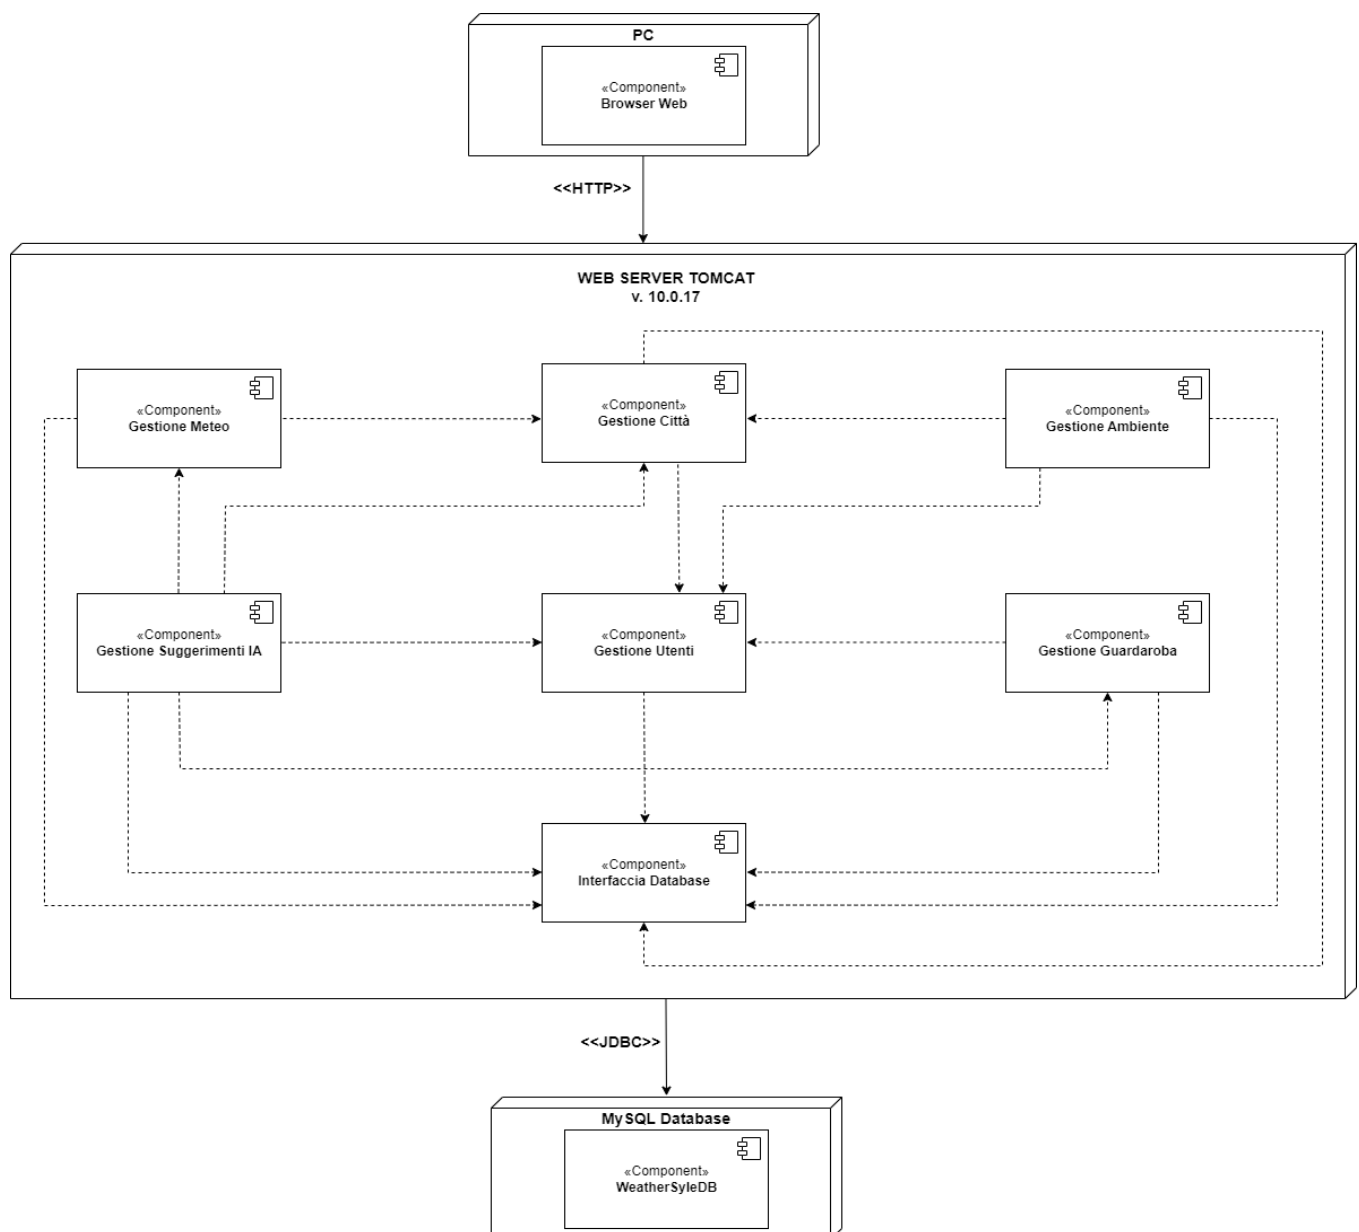 PC
«Component»
Browser Web
<<HTTP>>
WEB SERVER TOMCAT
v. 10.0.17
«Component»
Gestione Meteo
«Component»
Gestione Città
«Component»
Gestione Ambiente
«Component»
Gestione Suggerimenti IA
«Component»
Gestione Utenti
«Component»
Gestione Guardaroba
«Component»
Interfaccia Database
<<JDBC>>
MySQL Database
«Component»
WeatherSyleDB